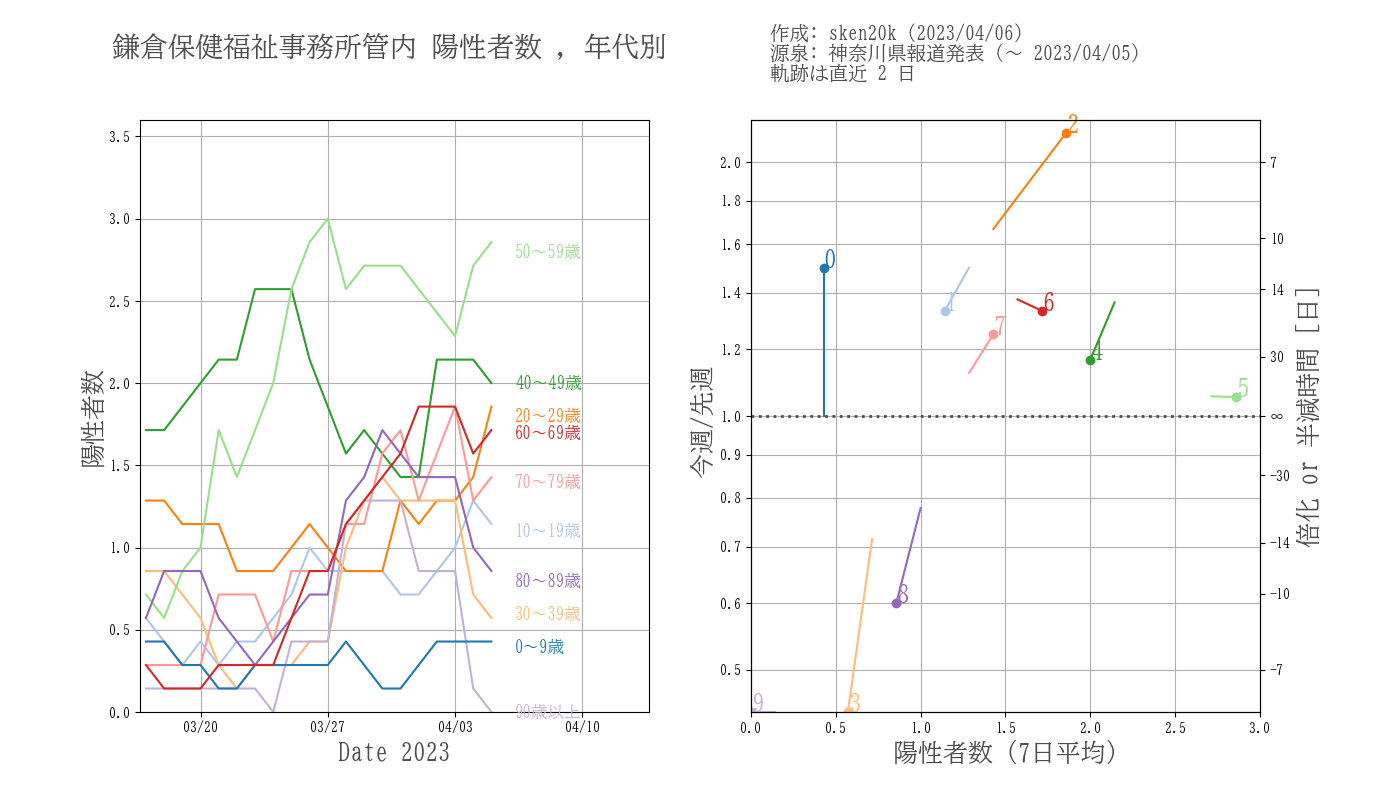 鎌倉保健福祉事務所管内 陽性者数 , 年代別
作成: sken20k (2023/04/06)
源泉: 神奈川県報道発表 (～ 2023/04/05)
軌跡は直近 2 日
陽性者数
3.5
3.0
2.5
2.0
1.5
1.0
0.5
0.0
50～59歳
40～49歳
20～29歳
60～69歳
70～79歳
10～19歳
80～89歳
30～39歳
0～9歳
90歳以上
03/20
03/27
04/03
04/10
Date 2023
今週/先週
2.0
1.8
1.6
1.4
1.2
1.0
0.9
0.8
0.7
0.6
0.5
2
0
1
6
7
4
5
8
3
9
0.0
0.5
1.0
1.5
2.0
2.5
3.0
陽性者数 (7日平均)
7
10
14
30
∞
−30
−14
−10
−7
倍化 or 半減時間 [日]